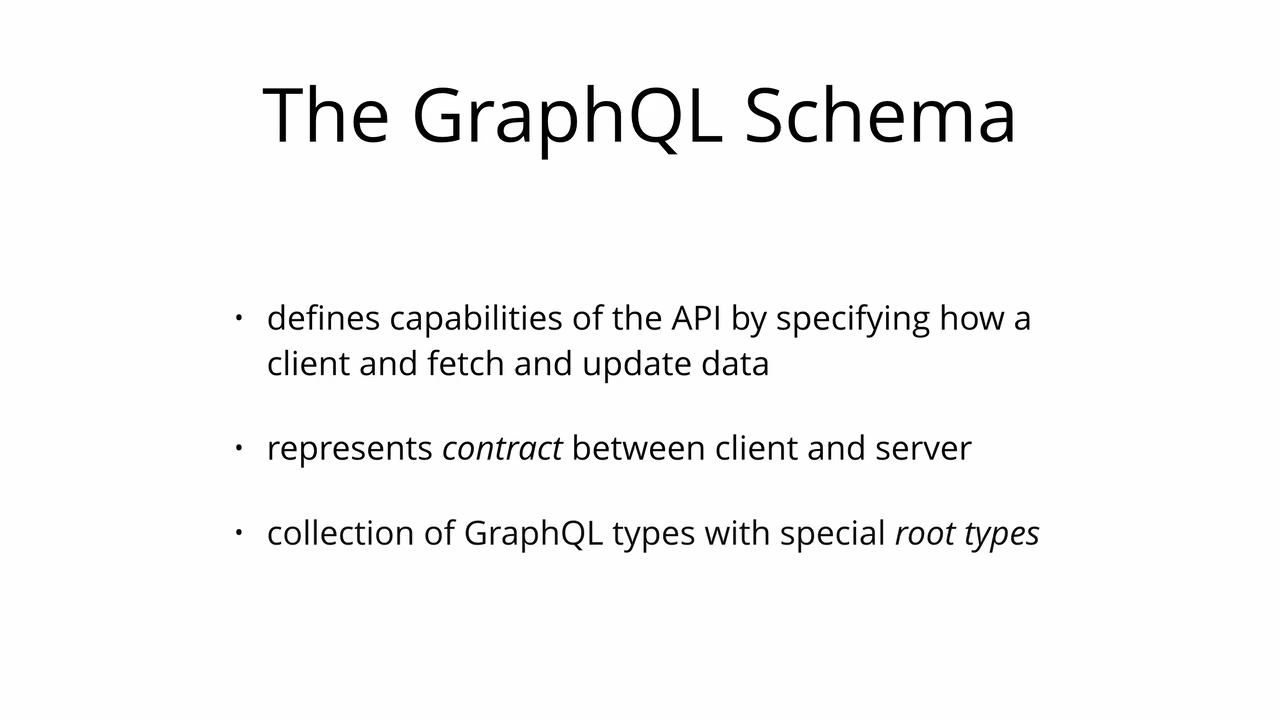 The GraphQL Schema
• defines capabilities of the API by specifying how a
client and fetch and update data
• represents contract between client and server
• collection of GraphQL types with special root types